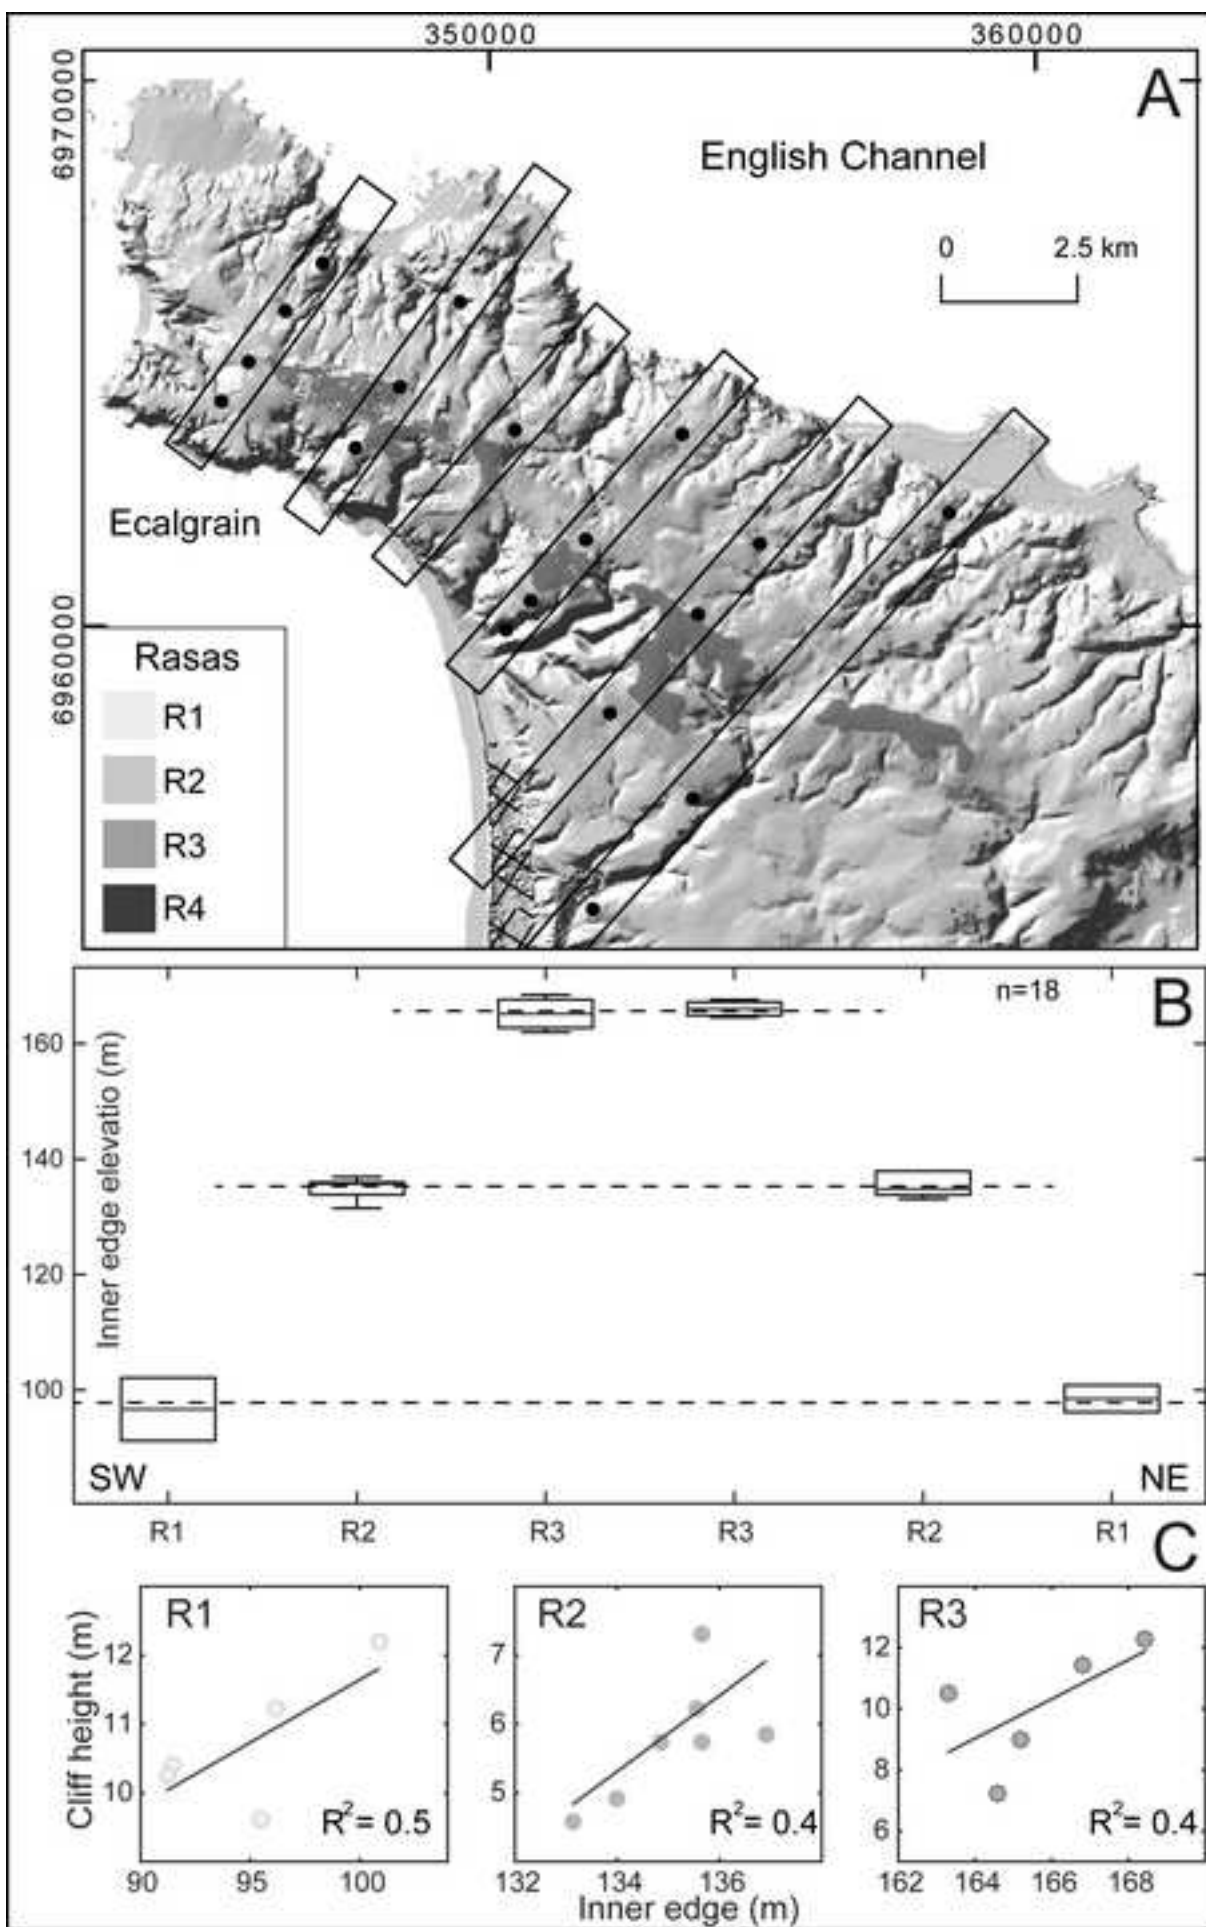 350000 360000
A
6970000
English Channel
0 2.5 km
Ecalgrain
6960000
Rasas
R1
R2
R3
R4
B
n=18
Inner edge elevatio (m)
160
140
120
100
SW NE
R1 R2 R3 R3 R2 R1
C
Cliff height (m)
R1
12
11
10
R²= 0.5
90 95 100
R2
7
6
5
R²= 0.4
132 134 136
R3
12
10
8
6
R²= 0.4
162 164 166 168
Inner edge (m)